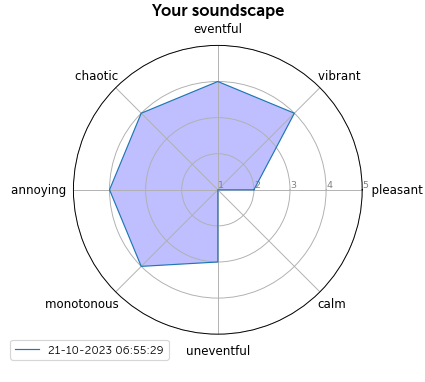 Your soundscape
eventful
chaotic
vibrant
annoying
1 2 3 4 5
pleasant
monotonous
calm
uneventful
21-10-2023 06:55:29